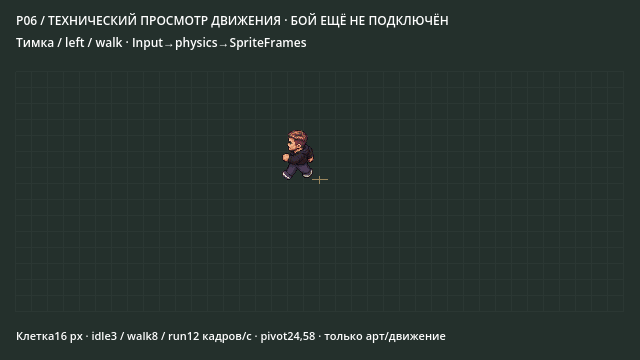 P06 / ТЕХНИЧЕСКИЙ ПРОСМОТР ДВИЖЕНИЯ · БОЙ ЕЩЁ НЕ ПОДКЛЮЧЁН
Тимка / left / walk · Input→physics→SpriteFrames
Клетка16 px · idle3 / walk8 / run12 кадров/с · pivot24,58 · только арт/движение